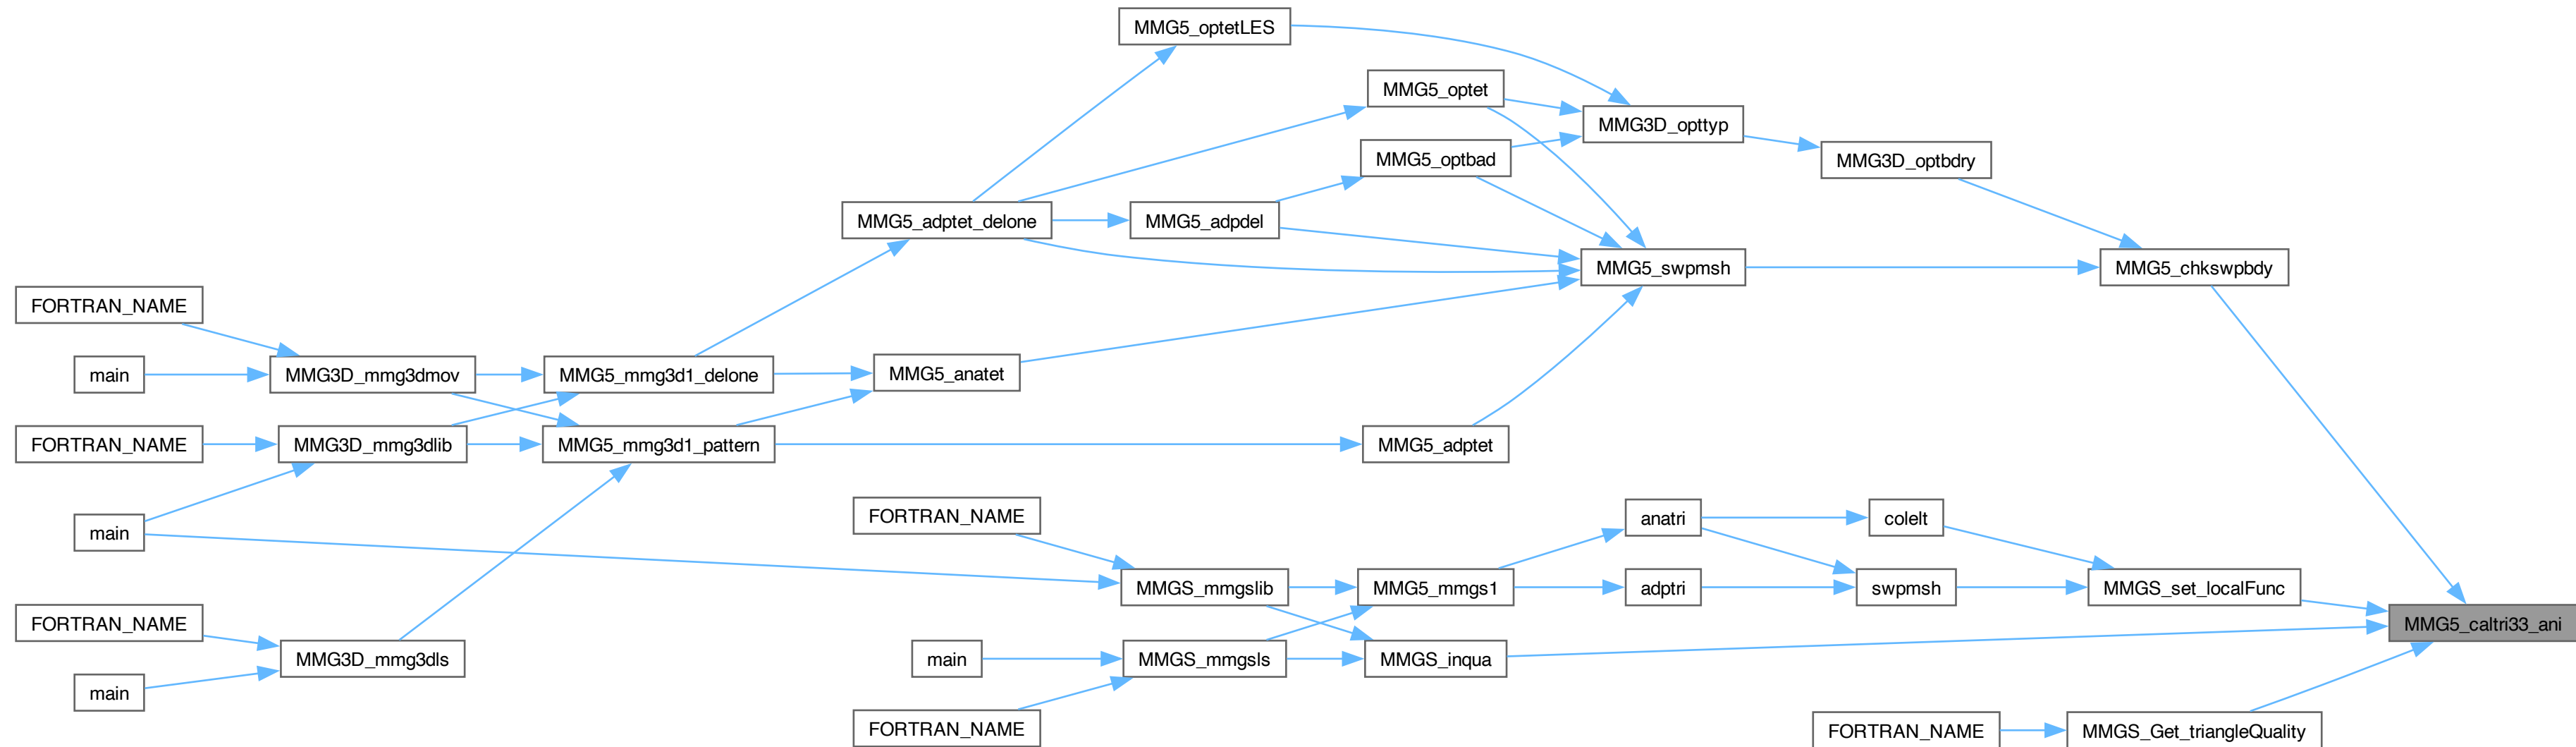 MMG5_optetLES
MMG5_optet
MMG3D_opttyp
MMG5_optbad
MMG3D_optbdry
MMG5_adptet_delone
MMG5_adpdel
MMG5_swpmsh
MMG5_chkswpbdy
FORTRAN_NAME
main
MMG3D_mmg3dmov
MMG5_mmg3d1_delone
MMG5_anatet
FORTRAN_NAME
MMG3D_mmg3dlib
MMG5_mmg3d1_pattern
MMG5_adptet
FORTRAN_NAME
anatri
colelt
main
MMGS_mmgslib
MMG5_mmgs1
adptri
swpmsh
MMGS_set_localFunc
FORTRAN_NAME
MMG5_caltri33_ani
MMG3D_mmg3dls
main
MMGS_mmgsls
MMGS_inqua
main
FORTRAN_NAME
FORTRAN_NAME
MMGS_Get_triangleQuality